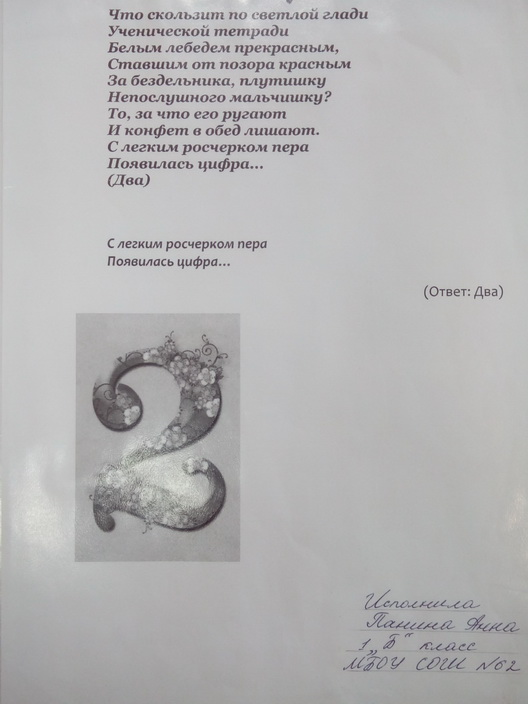 Что скользит по светлой глади
Ученической тетради
Белым лебедем прекрасным,
Ставшим от позора красным
За бездельника, плутишку
Непослушного мальчишку?
То, за что его ругают
И конфет в обед лишают.
С легким росчерком пера
Появилась цифра...
(Два)
С легким росчерком пера
Появилась цифра...
(Ответ: Два)
2
Исполнила
Панина Анна
1 „Б" класс
МБОУ СОШ №62